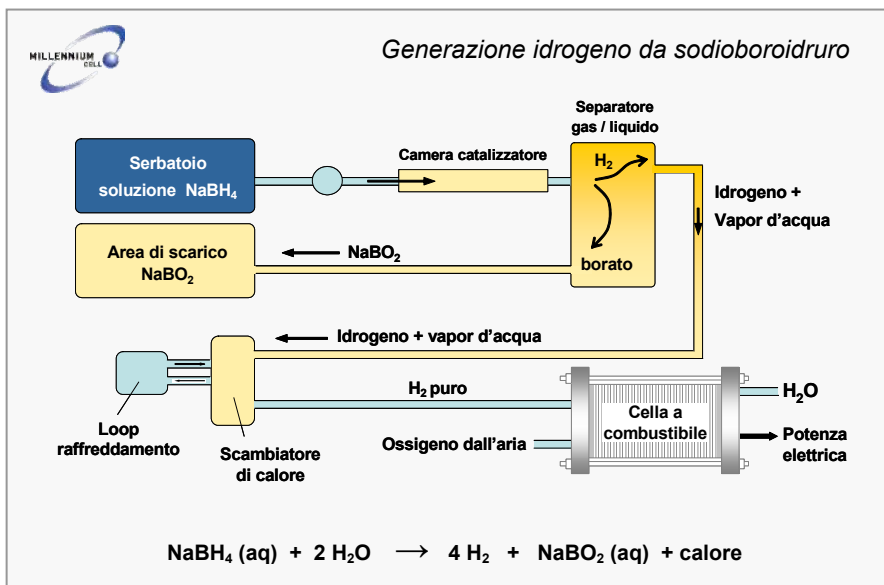 MILLENNIUM
CELL
Generazione idrogeno da sodioboroidruro
Separatore
gas / liquido
Serbatoio
soluzione NaBH₄
Camera catalizzatore
H₂
Idrogeno +
Vapor d'acqua
Area di scarico
NaBO₂
NaBO₂
borato
Idrogeno + vapor d'acqua
H₂ puro
Loop
raffreddamento
Scambiatore
di calore
Ossigeno dall'aria
Cella a
combustibile
H₂O
Potenza
elettrica
NaBH₄ (aq) + 2 H₂O → 4 H₂ + NaBO₂ (aq) + calore